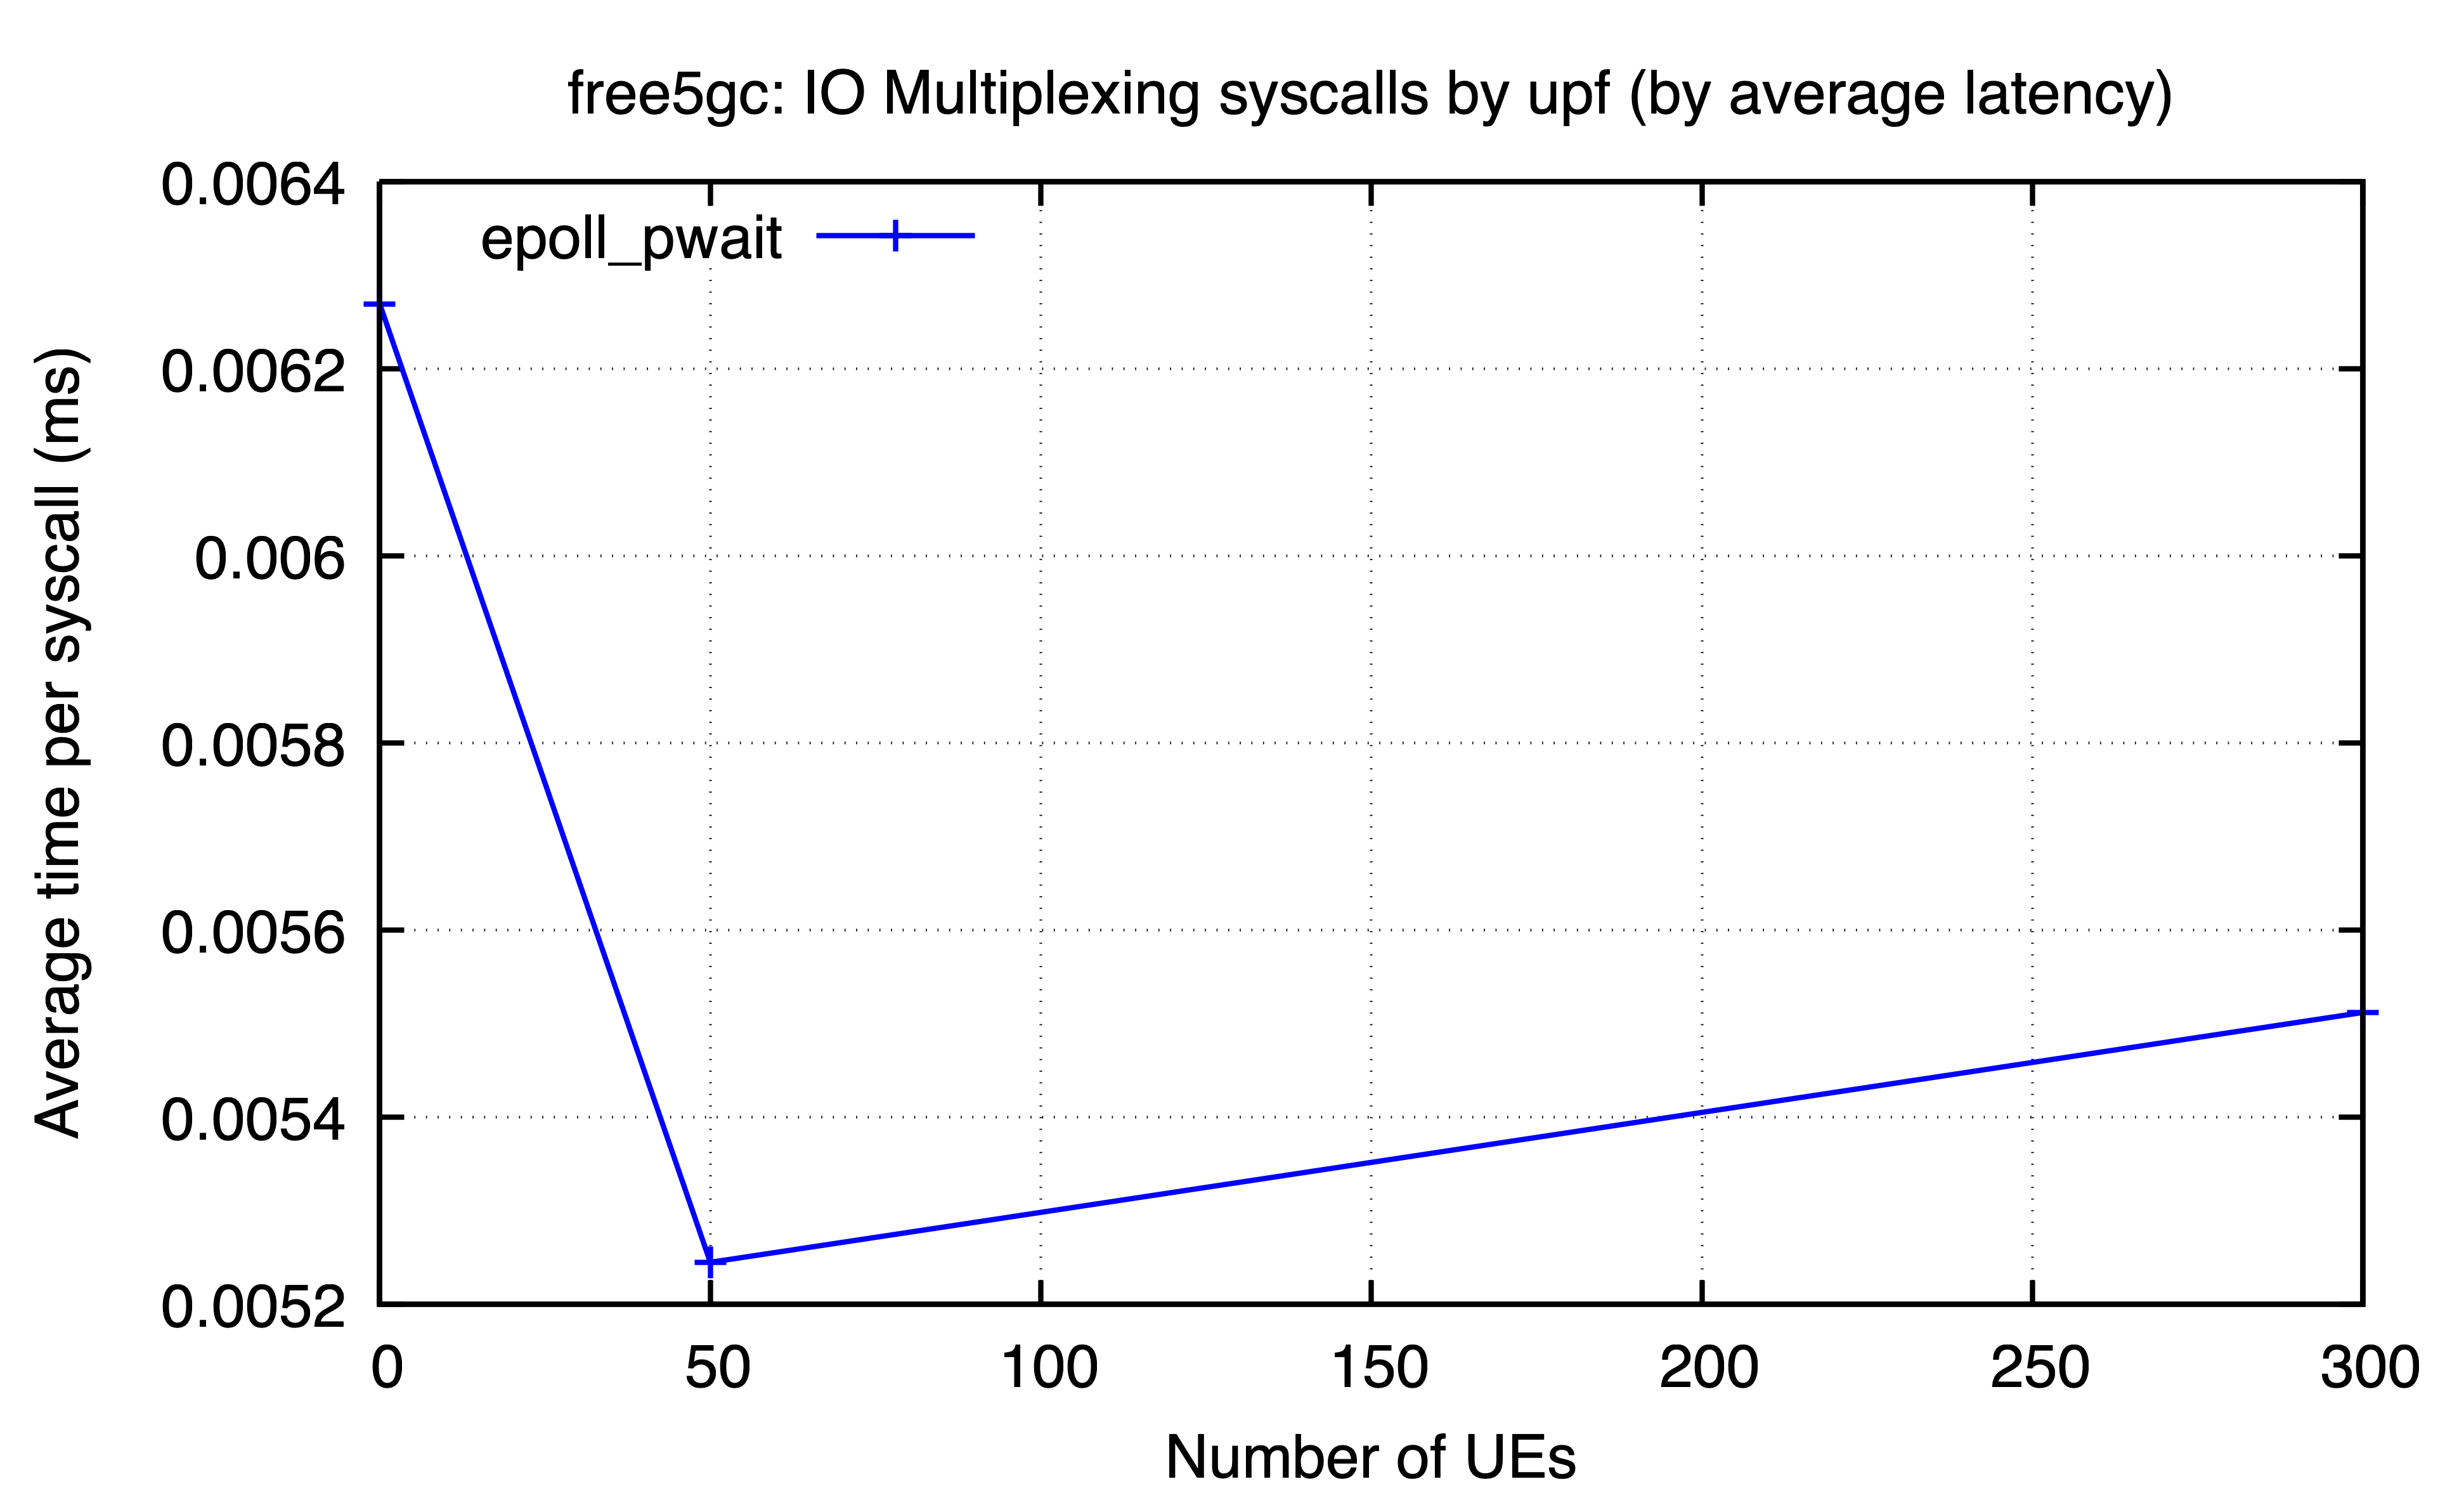 free5gc: IO Multiplexing syscalls by upf (by average latency)
epoll_pwait
Average time per syscall (ms)
0.0064
0.0062
0.006
0.0058
0.0056
0.0054
0.0052
0 50 100 150 200 250 300
Number of UEs